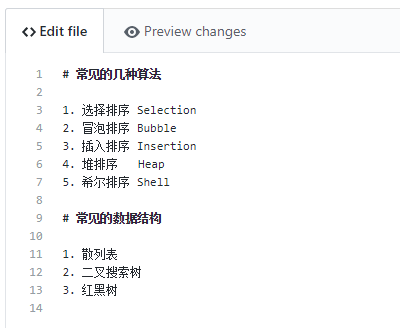 Edit file Preview changes
1 # 常见的几种算法
2
3 1. 选择排序 Selection
4 2. 冒泡排序 Bubble
5 3. 插入排序 Insertion
6 4. 堆排序 Heap
7 5. 希尔排序 Shell
8
9 # 常见的数据结构
10
11 1. 散列表
12 2. 二叉搜索树
13 3. 红黑树
14